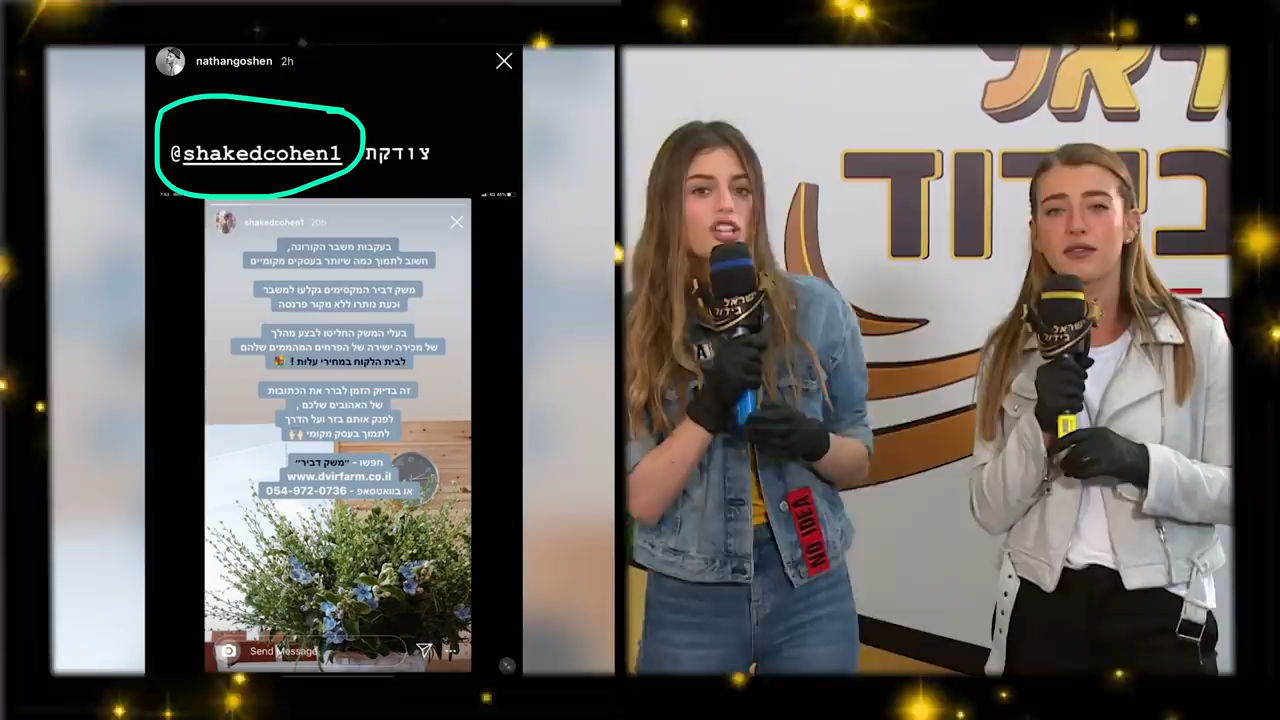 nathangoshen 2h
@shakedcohen1 צודקת
shakedcohen1 20h
בעקבות משבר הקורונה,
חשוב לתמוך כמה שיותר בעסקים מקומיים
משק דביר המקסימים נקלעו למשבר
וכעת נותרו ללא מקור פרנסה
בעלי המשק החליטו לבצע מהלך
של מכירה ישירה של הפרחים המהממים שלהם
לבית הלקוח במחירי עלות ! 💐
זה בדיוק הזמן לברר את הכתובות
של האהובים שלכם ,
לפנק אותם בזר ועל הדרך
לתמוך בעסק מקומי 🙌🏻
חפשו - ״משק דביר״
www.dvirfarm.co.il
או בוואטסאפ - 054-972-0736
Send Message
בידור
ישראל
בידור
ישראל
בידור
NO IDEA